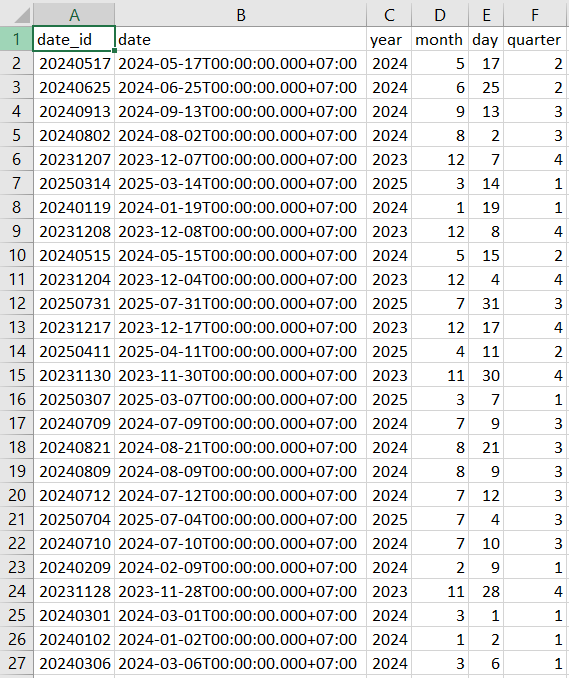 A B C D E F
1 date_id date year month day quarter
2 20240517 2024-05-17T00:00:00.000+07:00 2024 5 17 2
3 20240625 2024-06-25T00:00:00.000+07:00 2024 6 25 2
4 20240913 2024-09-13T00:00:00.000+07:00 2024 9 13 3
5 20240802 2024-08-02T00:00:00.000+07:00 2024 8 2 3
6 20231207 2023-12-07T00:00:00.000+07:00 2023 12 7 4
7 20250314 2025-03-14T00:00:00.000+07:00 2025 3 14 1
8 20240119 2024-01-19T00:00:00.000+07:00 2024 1 19 1
9 20231208 2023-12-08T00:00:00.000+07:00 2023 12 8 4
10 20240515 2024-05-15T00:00:00.000+07:00 2024 5 15 2
11 20231204 2023-12-04T00:00:00.000+07:00 2023 12 4 4
12 20250731 2025-07-31T00:00:00.000+07:00 2025 7 31 3
13 20231217 2023-12-17T00:00:00.000+07:00 2023 12 17 4
14 20250411 2025-04-11T00:00:00.000+07:00 2025 4 11 2
15 20231130 2023-11-30T00:00:00.000+07:00 2023 11 30 4
16 20250307 2025-03-07T00:00:00.000+07:00 2025 3 7 1
17 20240709 2024-07-09T00:00:00.000+07:00 2024 7 9 3
18 20240821 2024-08-21T00:00:00.000+07:00 2024 8 21 3
19 20240809 2024-08-09T00:00:00.000+07:00 2024 8 9 3
20 20240712 2024-07-12T00:00:00.000+07:00 2024 7 12 3
21 20250704 2025-07-04T00:00:00.000+07:00 2025 7 4 3
22 20240710 2024-07-10T00:00:00.000+07:00 2024 7 10 3
23 20240209 2024-02-09T00:00:00.000+07:00 2024 2 9 1
24 20231128 2023-11-28T00:00:00.000+07:00 2023 11 28 4
25 20240301 2024-03-01T00:00:00.000+07:00 2024 3 1 1
26 20240102 2024-01-02T00:00:00.000+07:00 2024 1 2 1
27 20240306 2024-03-06T00:00:00.000+07:00 2024 3 6 1